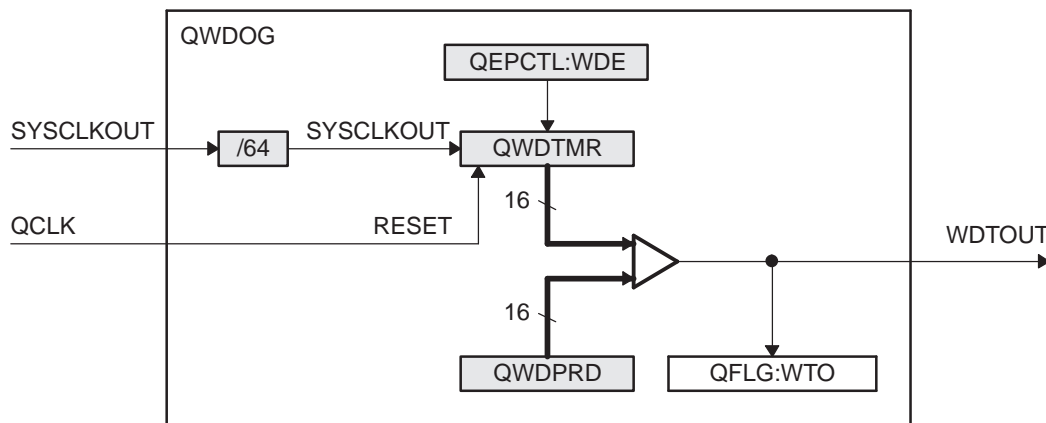 QWDOG
QEPCTL:WDE
SYSCLKOUT
/64
SYSCLKOUT
QWDTMR
16
QCLK
RESET
WDTOUT
16
QWDPRD
QFLG:WTO